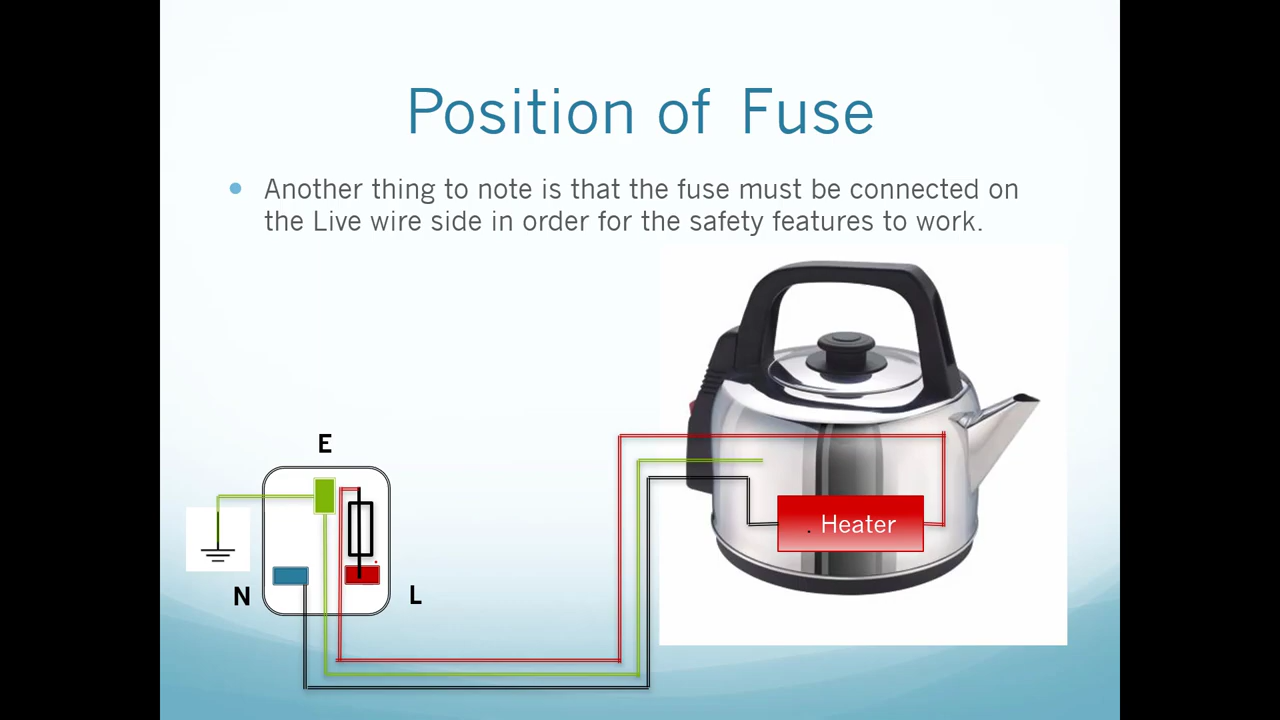 Position of Fuse
Another thing to note is that the fuse must be connected on
the Live wire side in order for the safety features to work.
E
N
L
. Heater